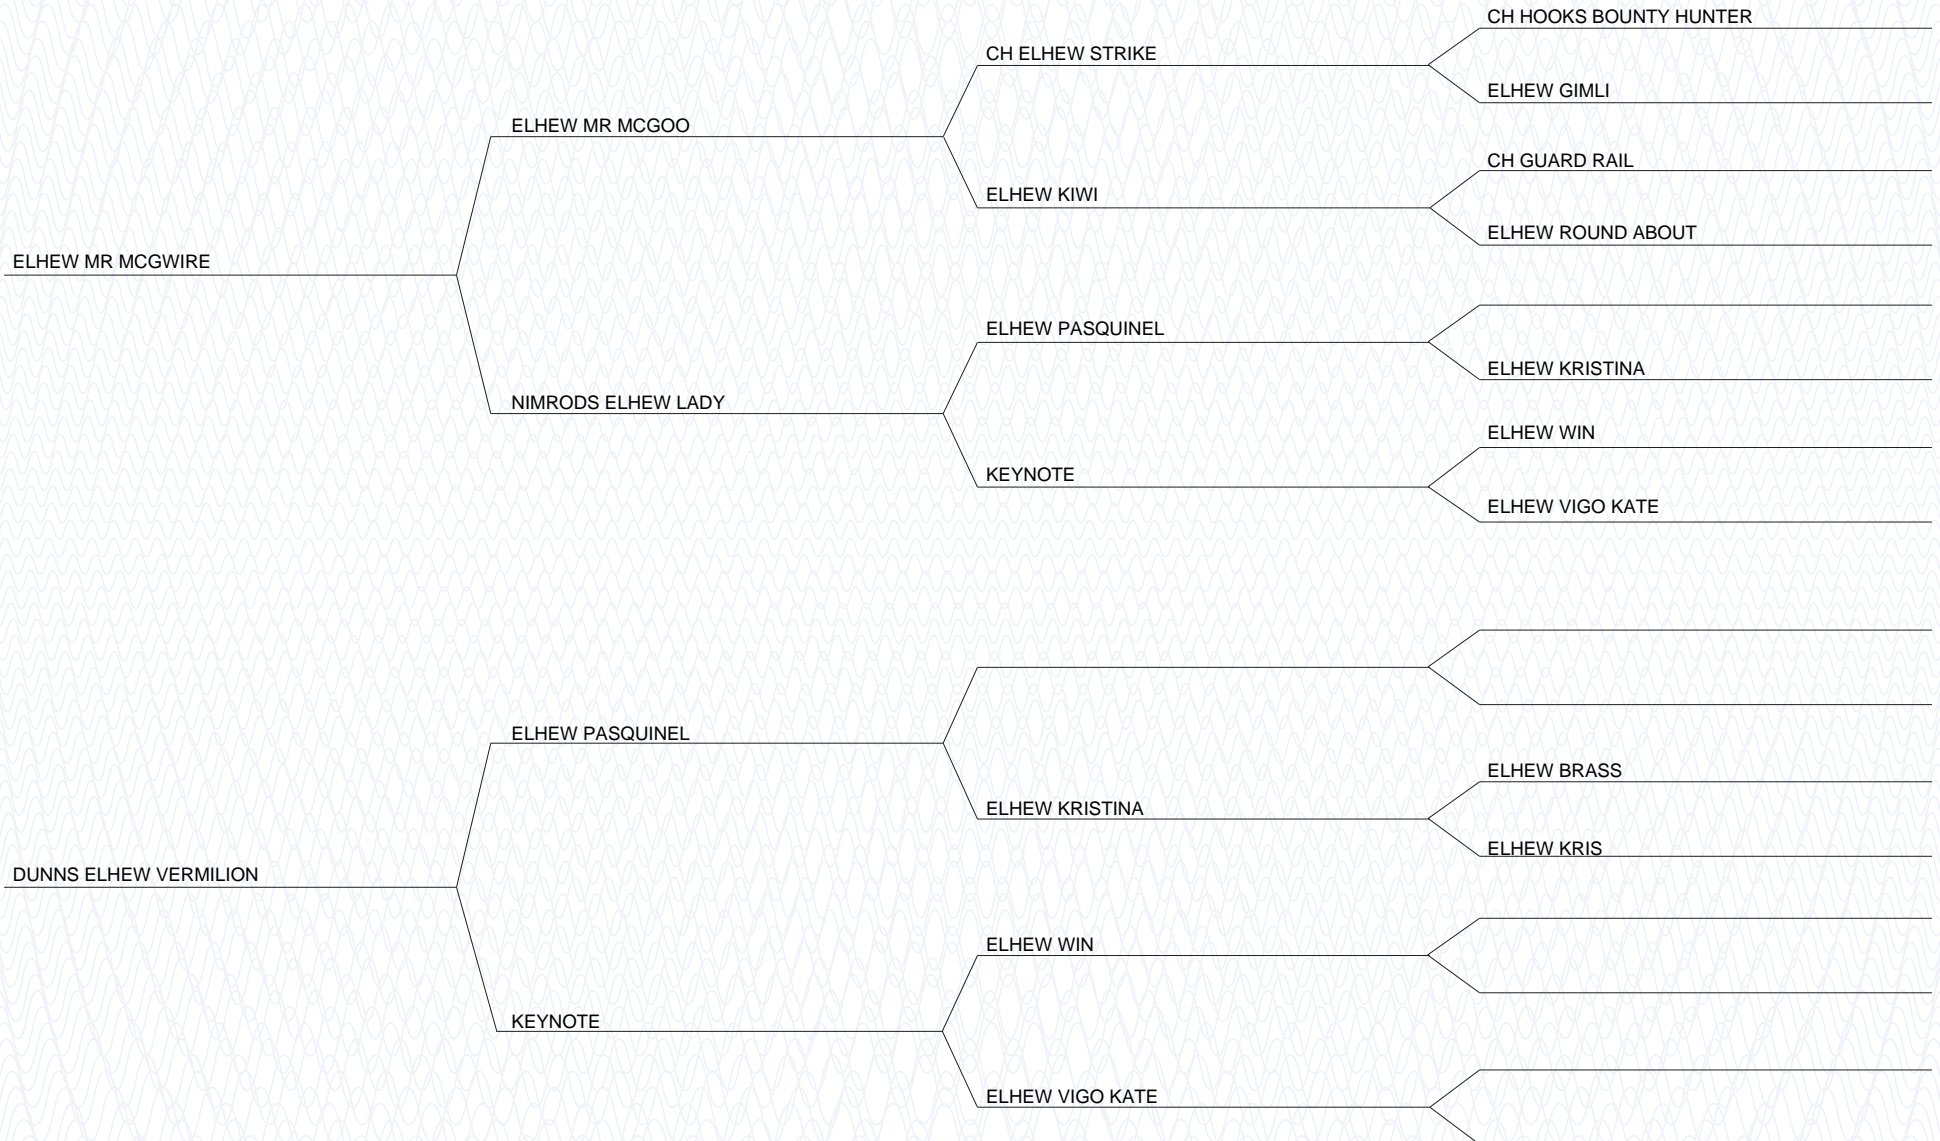 CH HOOKS BOUNTY HUNTER
CH ELHEW STRIKE
ELHEW GIMLI
ELHEW MR MCGOO
CH GUARD RAIL
ELHEW KIWI
ELHEW ROUND ABOUT
ELHEW MR MCGWIRE
ELHEW PASQUINEL
ELHEW KRISTINA
NIMRODS ELHEW LADY
ELHEW WIN
KEYNOTE
ELHEW VIGO KATE
ELHEW PASQUINEL
ELHEW BRASS
ELHEW KRISTINA
ELHEW KRIS
DUNNS ELHEW VERMILION
ELHEW WIN
KEYNOTE
ELHEW VIGO KATE